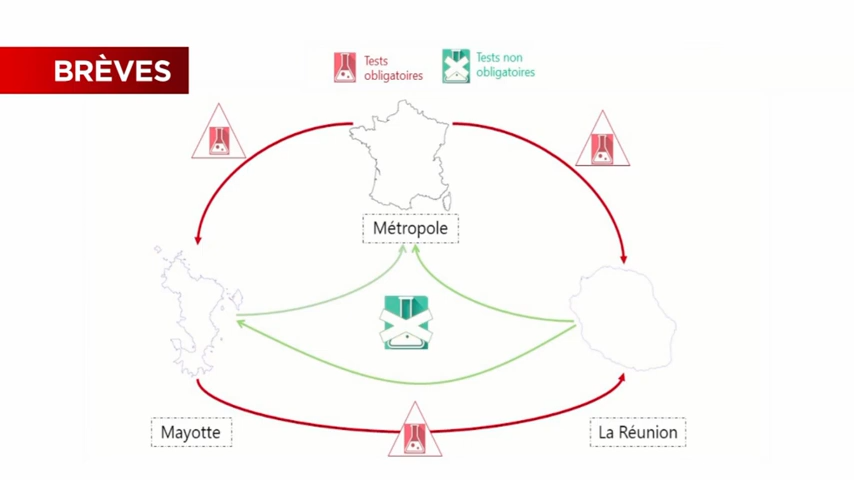 BRÈVES
Tests
obligatoires
Tests non
obligatoires
Métropole
Mayotte
La Réunion